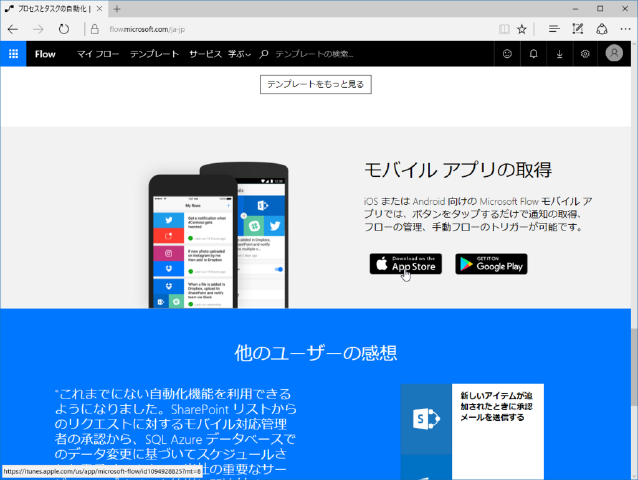 プロセスとタスクの自動化 |
flow.microsoft.com/ja-jp
Flow マイ フロー テンプレート サービス 学ぶ テンプレートの検索...
テンプレートをもっと見る
モバイル アプリの取得
iOS または Android 向けの Microsoft Flow モバイル ア
プリでは、ボタンをタップするだけで通知の取得、
フローの管理、手動フローのトリガーが可能です。
Download on the
App Store
GET IT ON
Google Play
My flows
Got a notification when
If new photo uploaded
on Instagram by me
then add in Dropbox
When a file is added in
Dropbox, upload to
SharePoint and notify
team via Slack
他のユーザーの感想
"これまでにない自動化機能を利用できる
ようになりました。SharePoint リストから
のリクエストに対するモバイル対応管理
者の承認から、SQL Azure データベースで
のデータ変更に基づいてスケジュールさ
社の重要なサー
新しいアイテムが追
加されたときに承認
メールを送信する
https://itunes.apple.com/us/app/microsoft-flow/id1094928825?mt=8